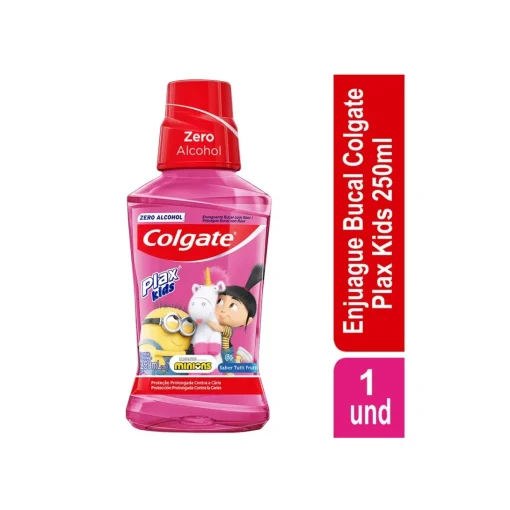 Zero
Alcohol
ZERO ALCOHOL
Colgate
Plax
kids
minions
Sabor Tutti Frutti
Proteção Prolongada Contra a Cárie
Protección Prolongada Contra la Caries
Enjuague Bucal Colgate
Plax Kids 250ml
1
und